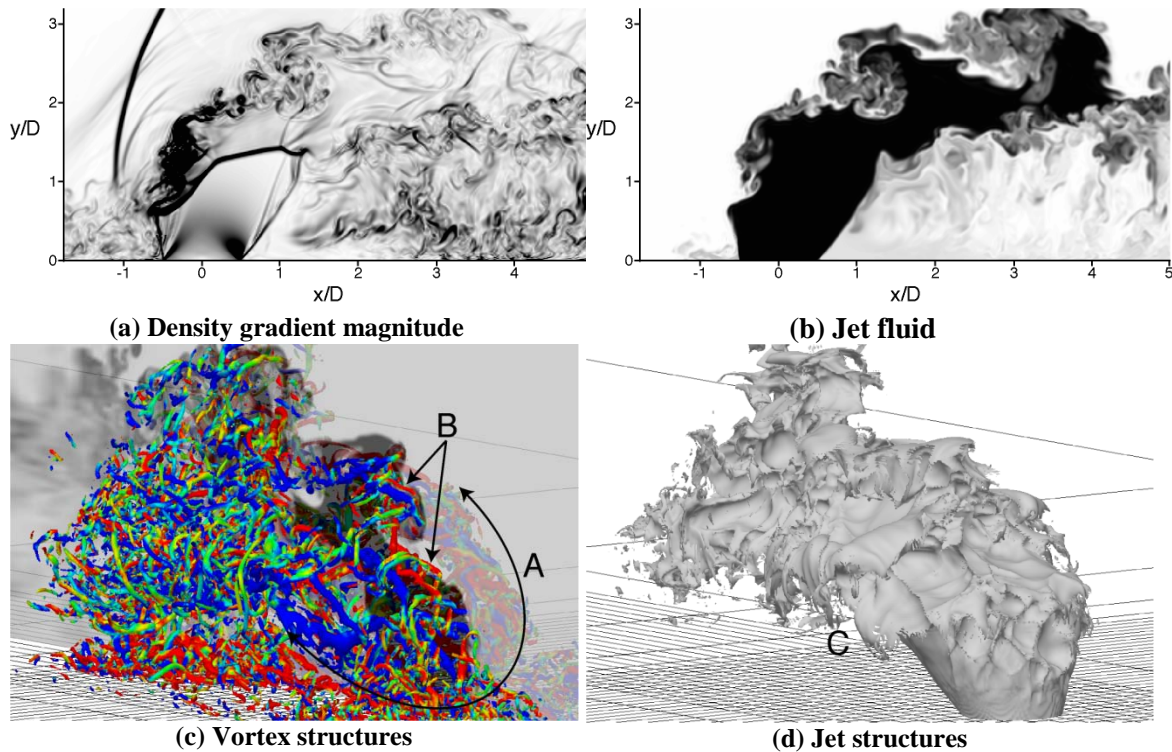 3
2
y/D
1
0
-1
0
1
2
3
4
x/D
(a) Density gradient magnitude
3
2
y/D
1
0
-1
0
1
2
3
4
5
x/D
(b) Jet fluid
B
A
(c) Vortex structures
C
(d) Jet structures